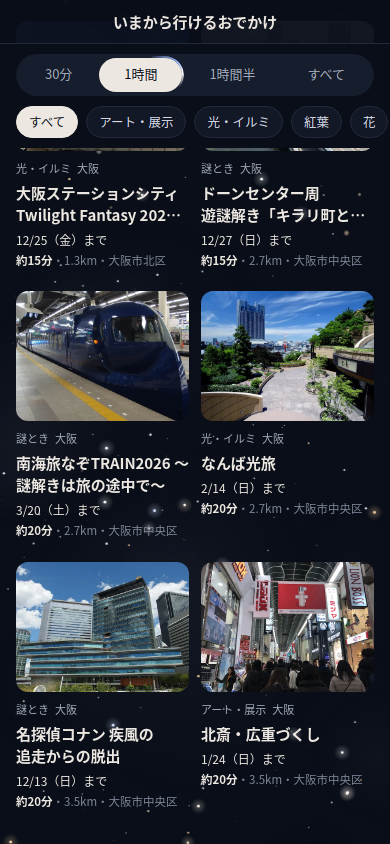 いまから行けるおでかけ
30分
1時間
1時間半
すべて
すべて
アート・展示
光・イルミ
紅葉
花
光・イルミ 大阪
大阪ステーションシティ
Twilight Fantasy 202…
12/25（金）まで
約15分・1.3km・大阪市北区
謎とき 大阪
ドーンセンター周
遊謎解き「キラリ町と…
12/27（日）まで
約15分・2.7km・大阪市中央区
謎とき 大阪
南海旅なぞTRAIN2026 〜
謎解きは旅の途中で〜
3/20（土）まで
約20分・2.7km・大阪市中央区
光・イルミ 大阪
なんば光旅
2/14（日）まで
約20分・2.7km・大阪市中央区
謎とき 大阪
名探偵コナン 疾風の
追走からの脱出
12/13（日）まで
約20分・3.5km・大阪市中央区
アート・展示 大阪
北斎・広重づくし
1/24（日）まで
約20分・3.5km・大阪市中央区